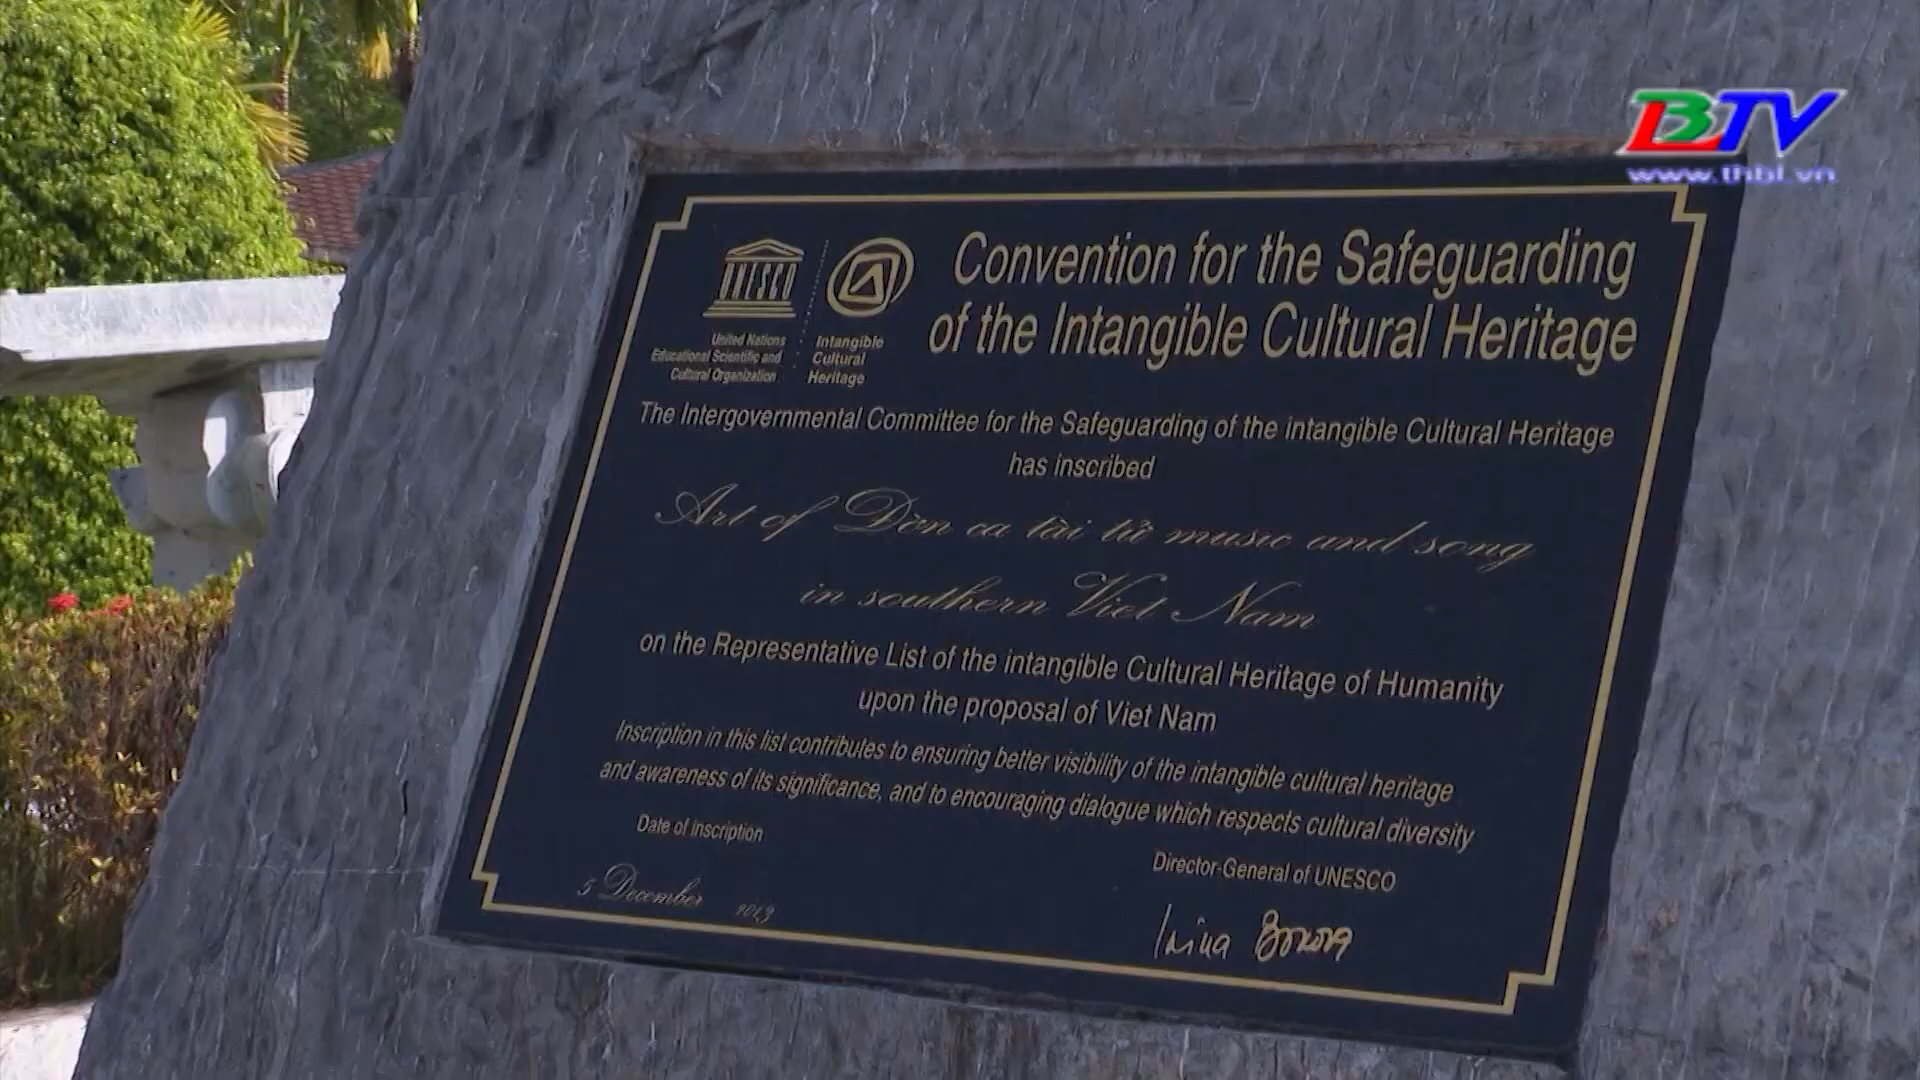 BTV
www.thbl.vn
UNESCO
United Nations
Educational Scientific and
Cultural Organization
Intangible
Cultural
Heritage
Convention for the Safeguarding
of the Intangible Cultural Heritage
The Intergovernmental Committee for the Safeguarding of the intangible Cultural Heritage
has inscribed
Art of Đờn ca tài tử music and song
in southern Viet Nam
on the Representative List of the intangible Cultural Heritage of Humanity
upon the proposal of Viet Nam
Inscription in this list contributes to ensuring better visibility of the intangible cultural heritage
and awareness of its significance, and to encouraging dialogue which respects cultural diversity
Date of inscription
5 December 2013
Director-General of UNESCO
Irina Bokova